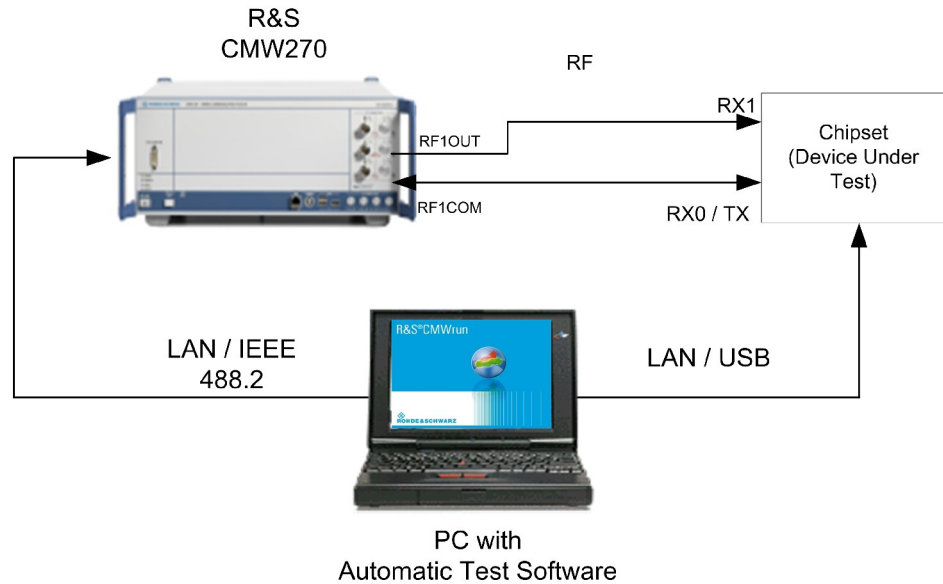 R&S
CMW270
RF
RF1OUT
RX1
RF1COM
RX0 / TX
Chipset
(Device Under
Test)
LAN / IEEE
488.2
R&S®CMWrun
ROHDE&SCHWARZ
LAN / USB
PC with
Automatic Test Software